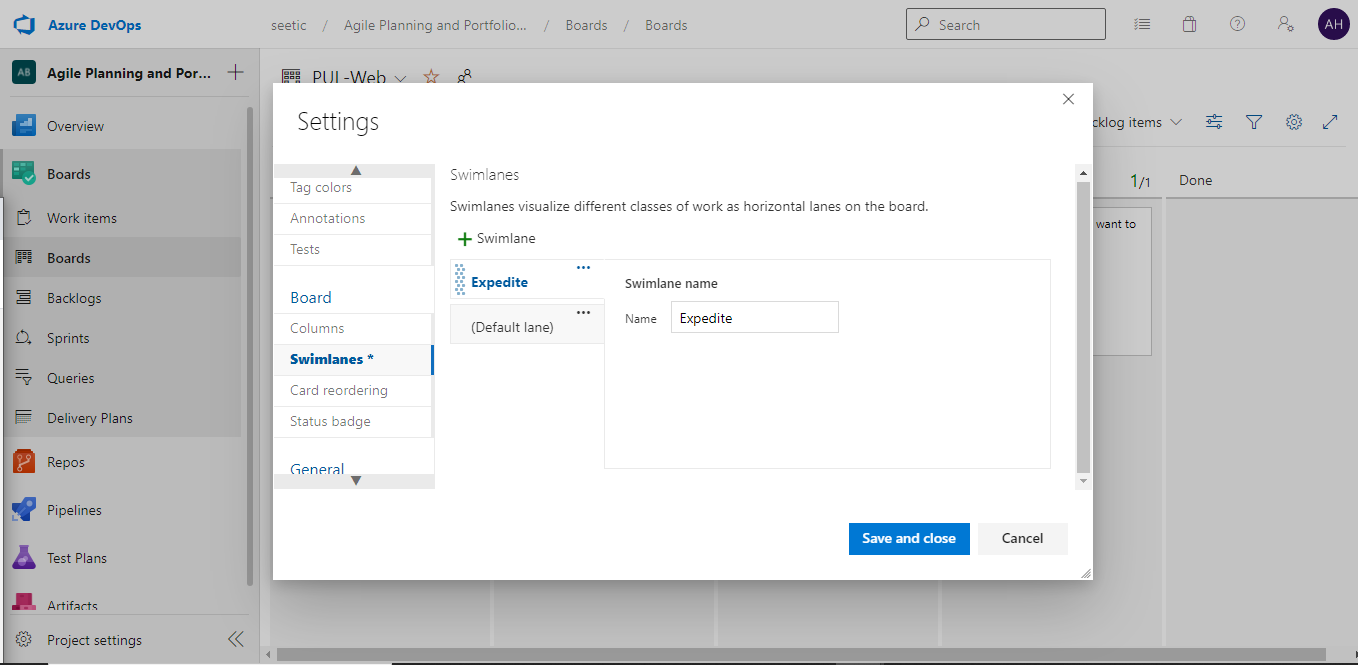 Azure DevOps
seetic / Agile Planning and Portfolio... / Boards / Boards
Search
AH
AB
Agile Planning and Por...
Overview
Boards
Work items
Boards
Backlogs
Sprints
Queries
Delivery Plans
Repos
Pipelines
Test Plans
Artifacts
Project settings
PUL-Web
cklog items
1/1
Done
want to
Settings
Tag colors
Annotations
Tests
Board
Columns
Swimlanes *
Card reordering
Status badge
General
Swimlanes
Swimlanes visualize different classes of work as horizontal lanes on the board.
+ Swimlane
Expedite
...
(Default lane)
...
Swimlane name
Name
Expedite
Save and close
Cancel